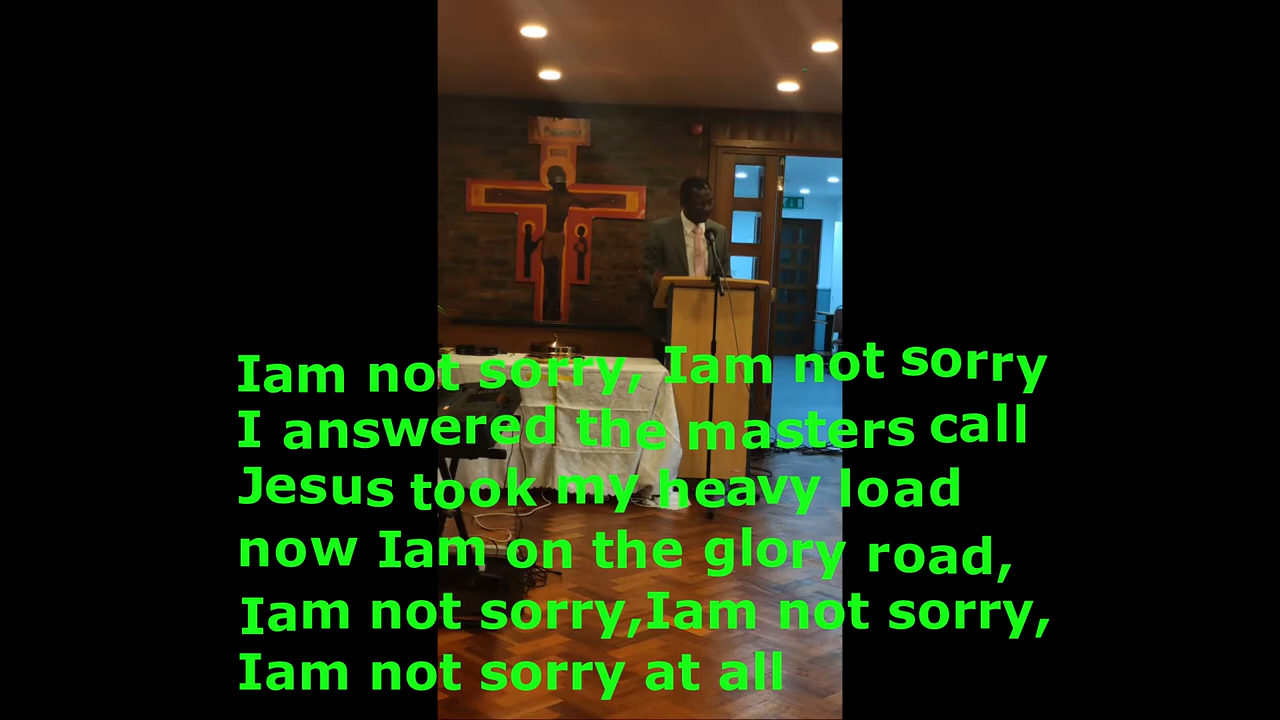 Iam not sorry, Iam not sorry
I answered the masters call
Jesus took my heavy load
now Iam on the glory road,
Iam not sorry,Iam not sorry,
Iam not sorry at all